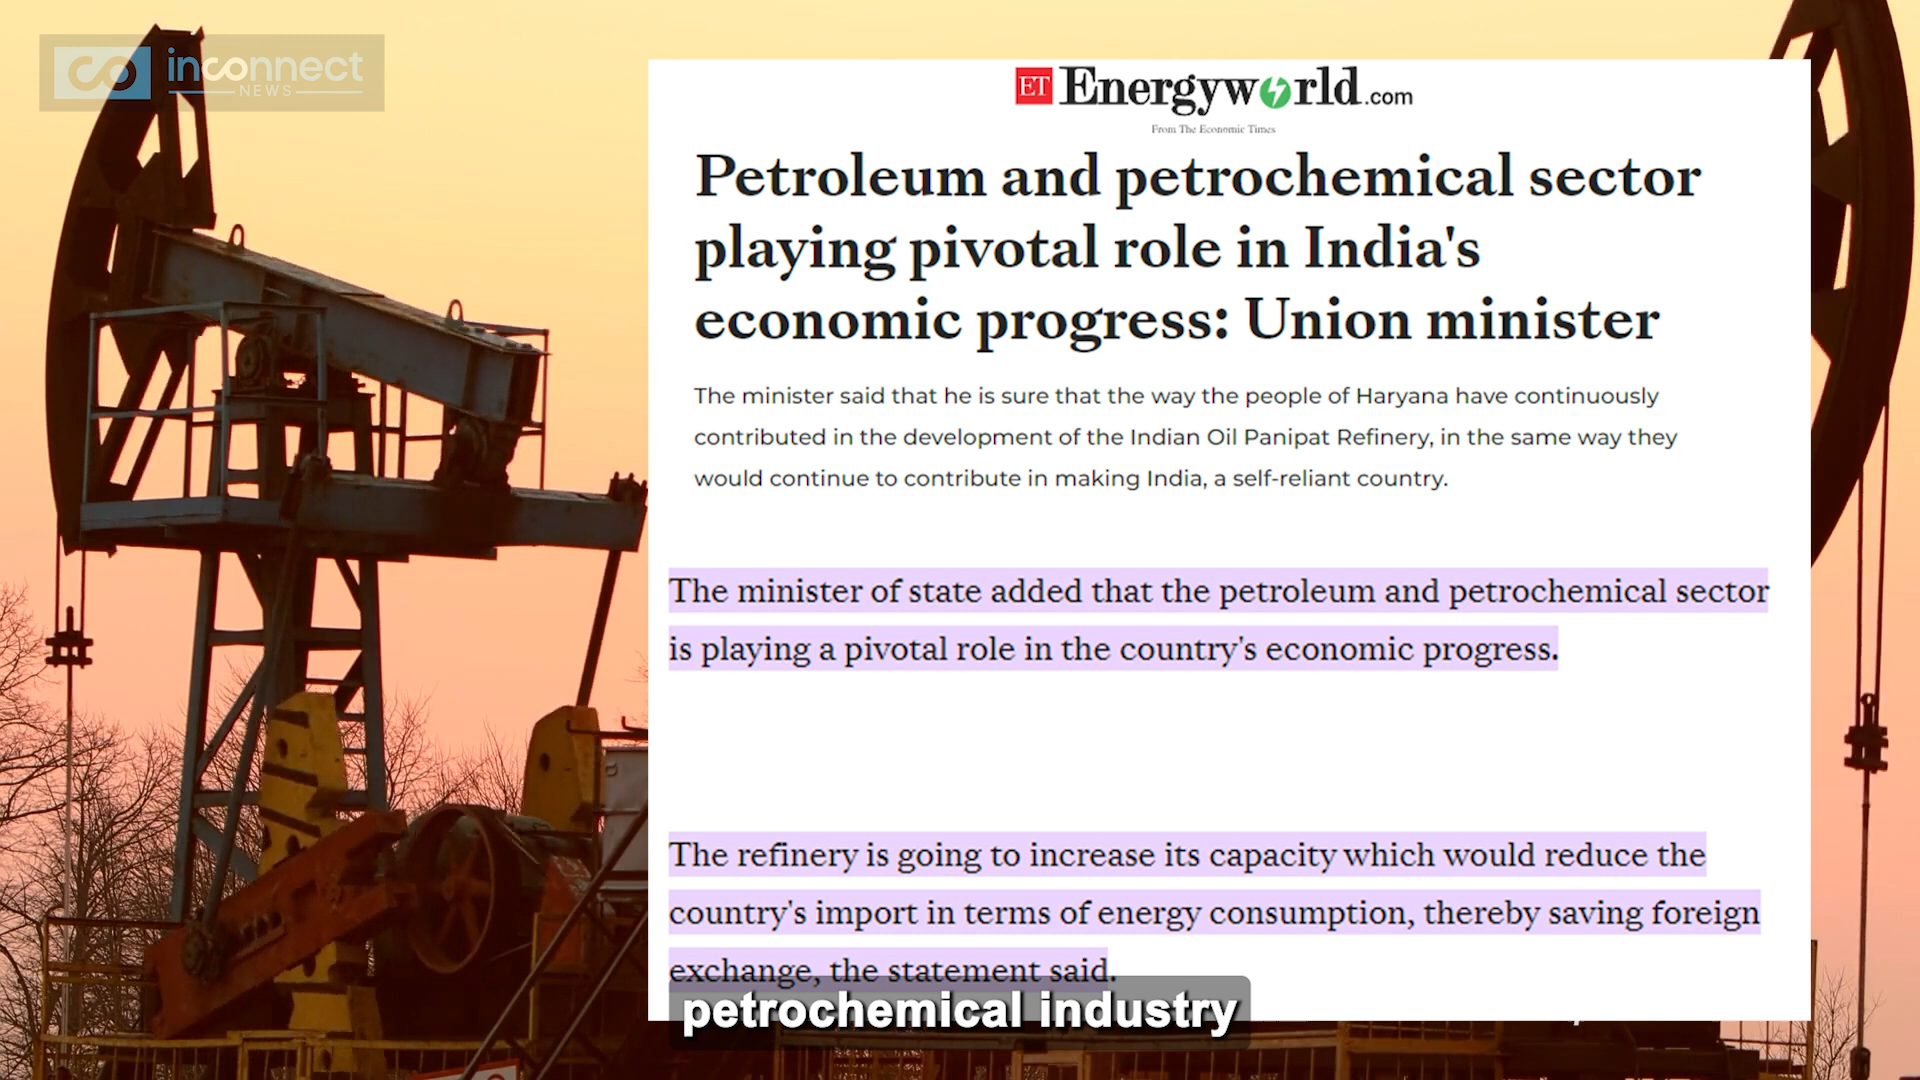 inconnect
NEWS
ET Energyworld.com
From The Economic Times
Petroleum and petrochemical sector
playing pivotal role in India's
economic progress: Union minister
The minister said that he is sure that the way the people of Haryana have continuously
contributed in the development of the Indian Oil Panipat Refinery, in the same way they
would continue to contribute in making India, a self-reliant country.
The minister of state added that the petroleum and petrochemical sector
is playing a pivotal role in the country's economic progress.
The refinery is going to increase its capacity which would reduce the
country's import in terms of energy consumption, thereby saving foreign
exchange, the statement said.
petrochemical industry